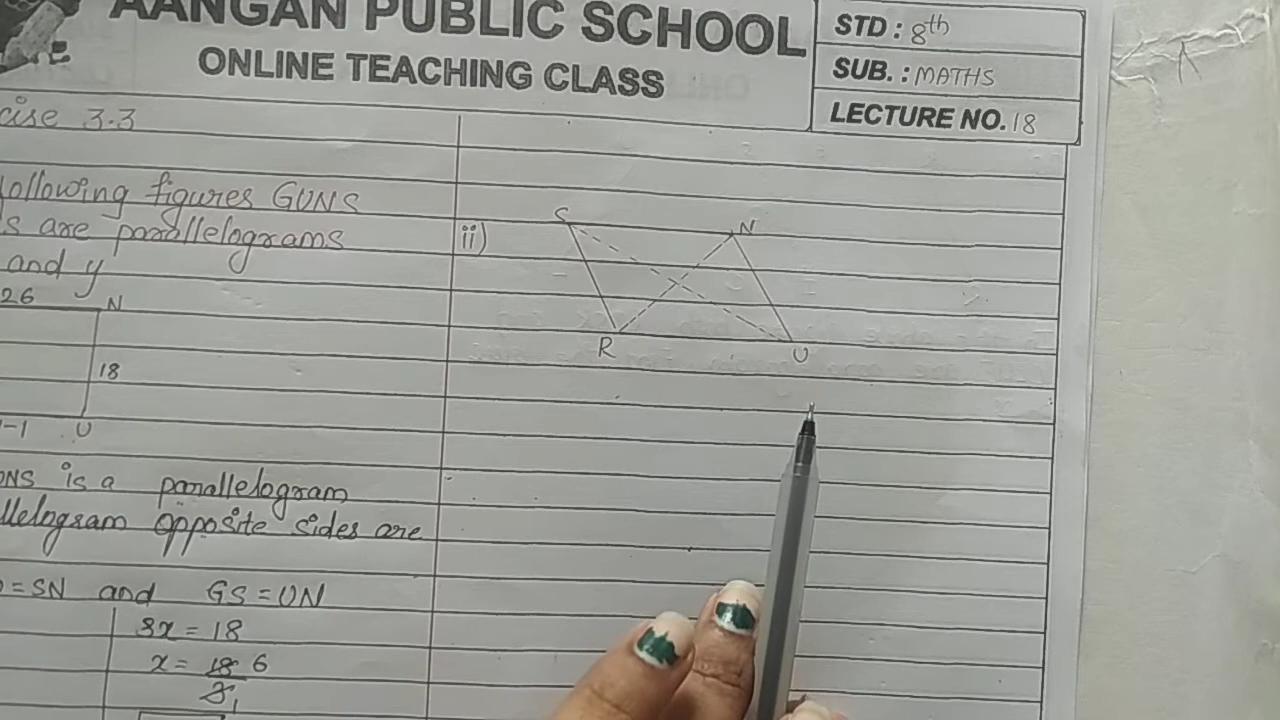 AANGAN PUBLIC SCHOOL
ONLINE TEACHING CLASS
STD : 8th
SUB. : MATHS
LECTURE NO. 18
cise 3.3
following figures GUNS
s are parallelograms
and y
26 N
18
-1 U
NS is a parallelogram
llelogram opposite sides are
= SN and GS = UN
3x = 18
x = 18 6
3 1
ii)
S N
R U